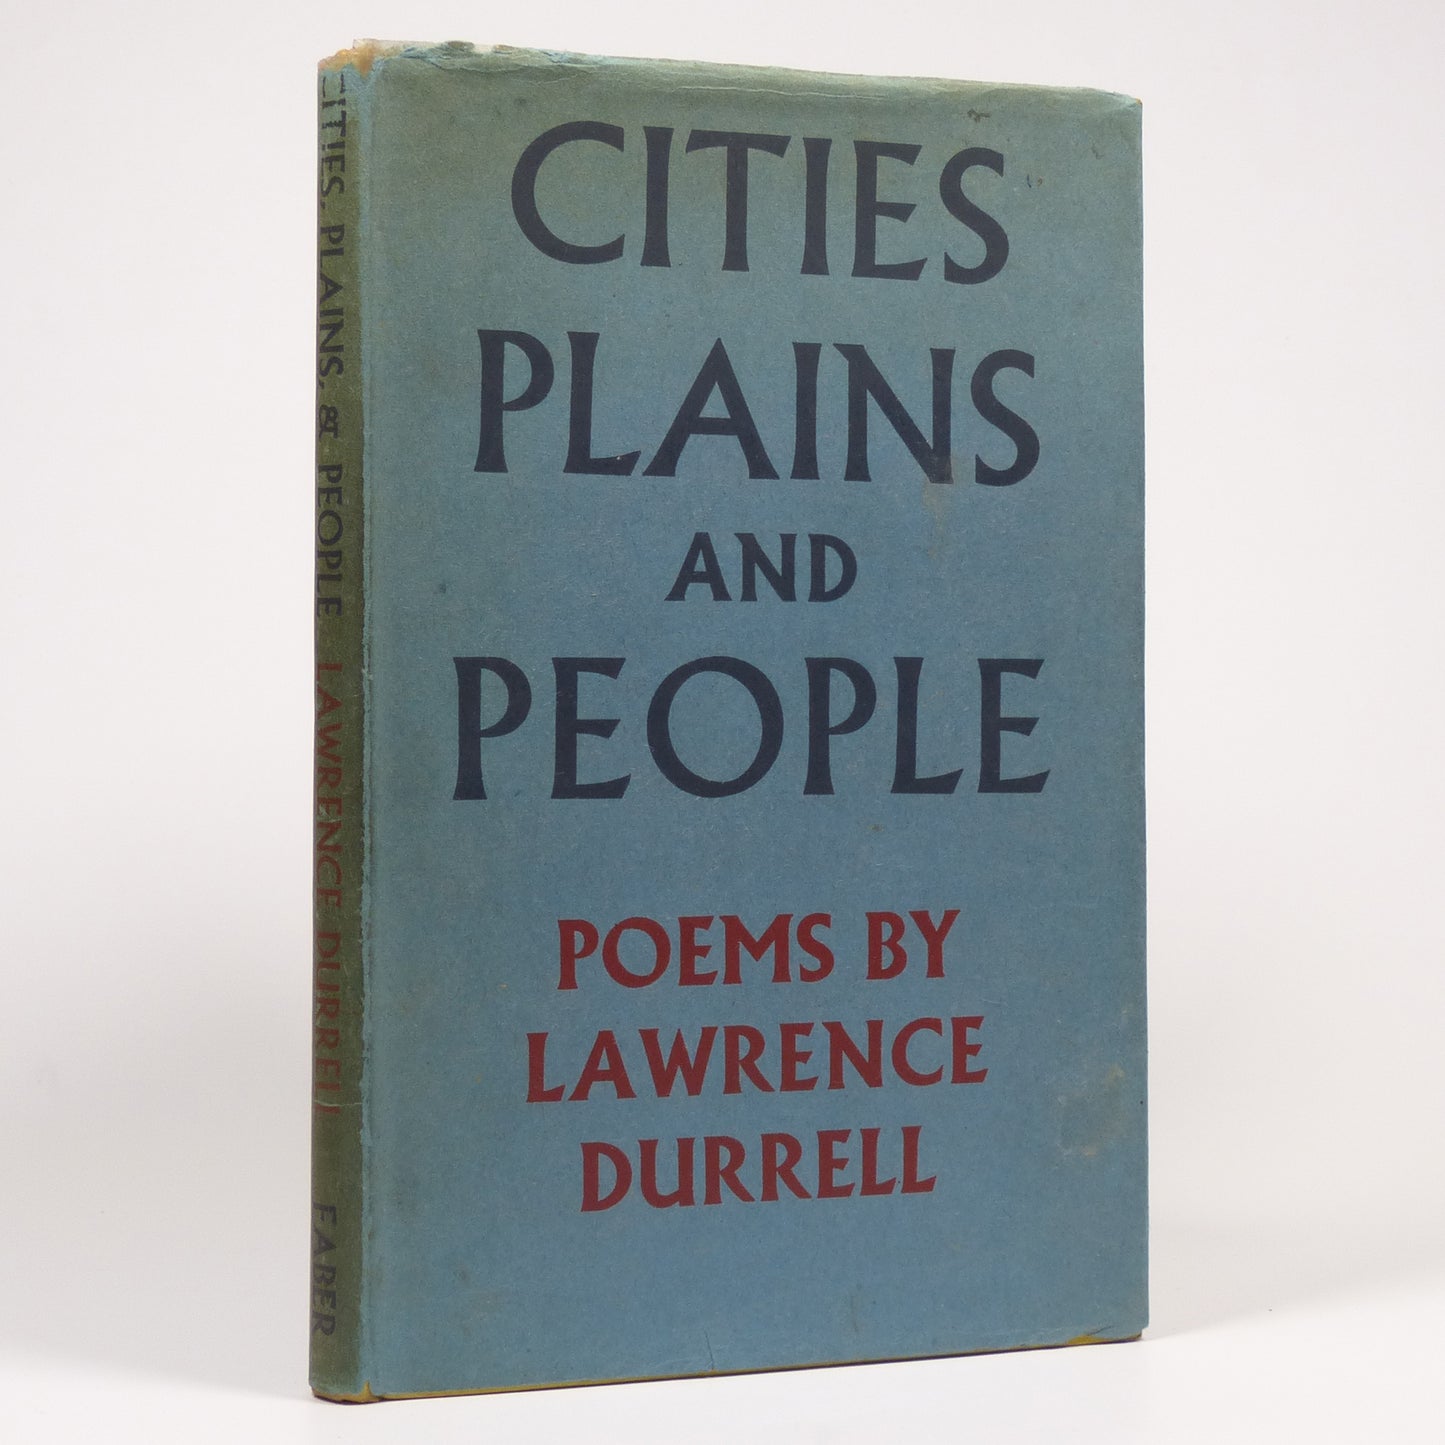 CITIES
PLAINS
AND
PEOPLE
POEMS BY
LAWRENCE
DURRELL
CITIES, PLAINS, & PEOPLE LAWRENCE DURRELL FABER